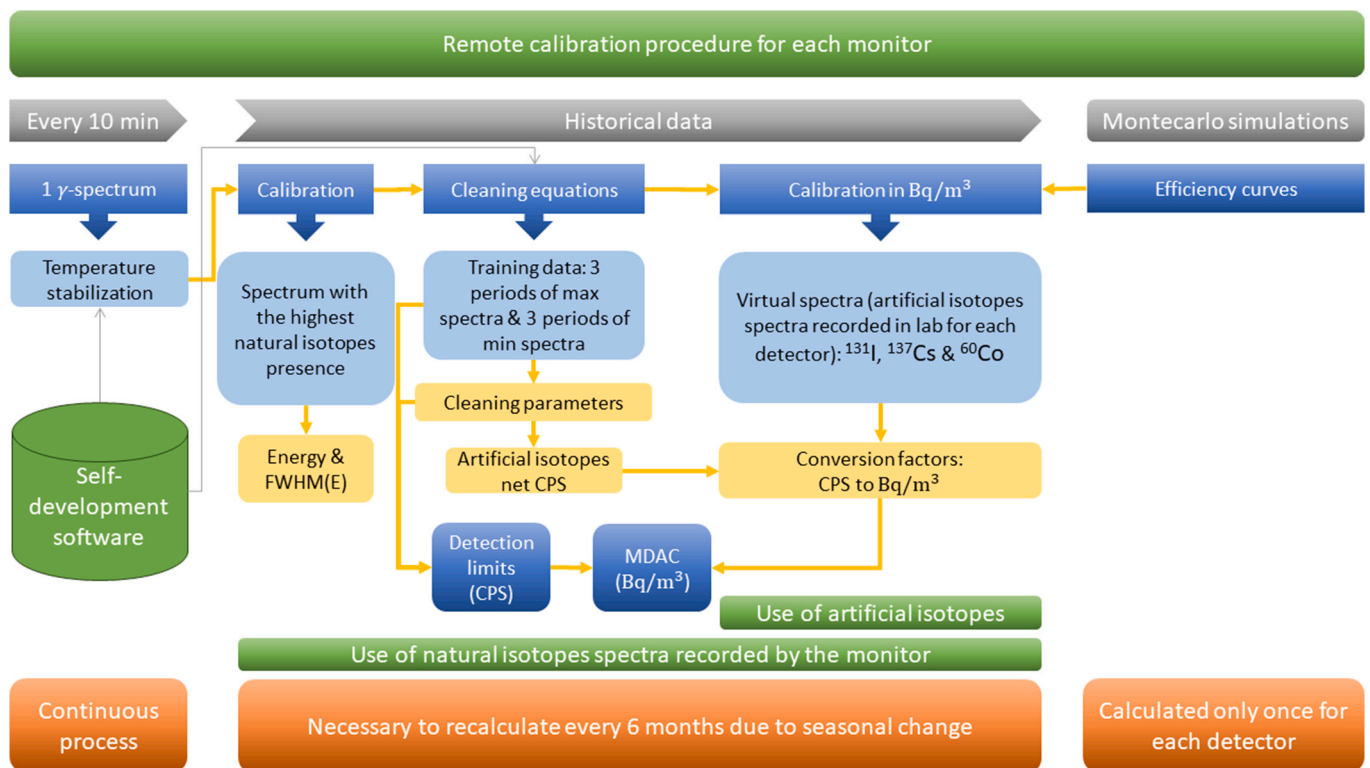 Remote calibration procedure for each monitor
Every 10 min
Historical data
Montecarlo simulations
1 γ-spectrum
Calibration
Cleaning equations
Calibration in Bq/m³
Efficiency curves
Temperature
stabilization
Spectrum with
the highest
natural isotopes
presence
Training data: 3
periods of max
spectra & 3 periods of
min spectra
Virtual spectra (artificial isotopes
spectra recorded in lab for each
detector): ¹³¹I, ¹³⁷Cs & ⁶⁰Co
Cleaning parameters
Self-
development
software
Energy &
FWHM(E)
Artificial isotopes
net CPS
Conversion factors:
CPS to Bq/m³
Detection
limits
(CPS)
MDAC
(Bq/m³)
Use of artificial isotopes
Use of natural isotopes spectra recorded by the monitor
Continuous
process
Necessary to recalculate every 6 months due to seasonal change
Calculated only once for
each detector